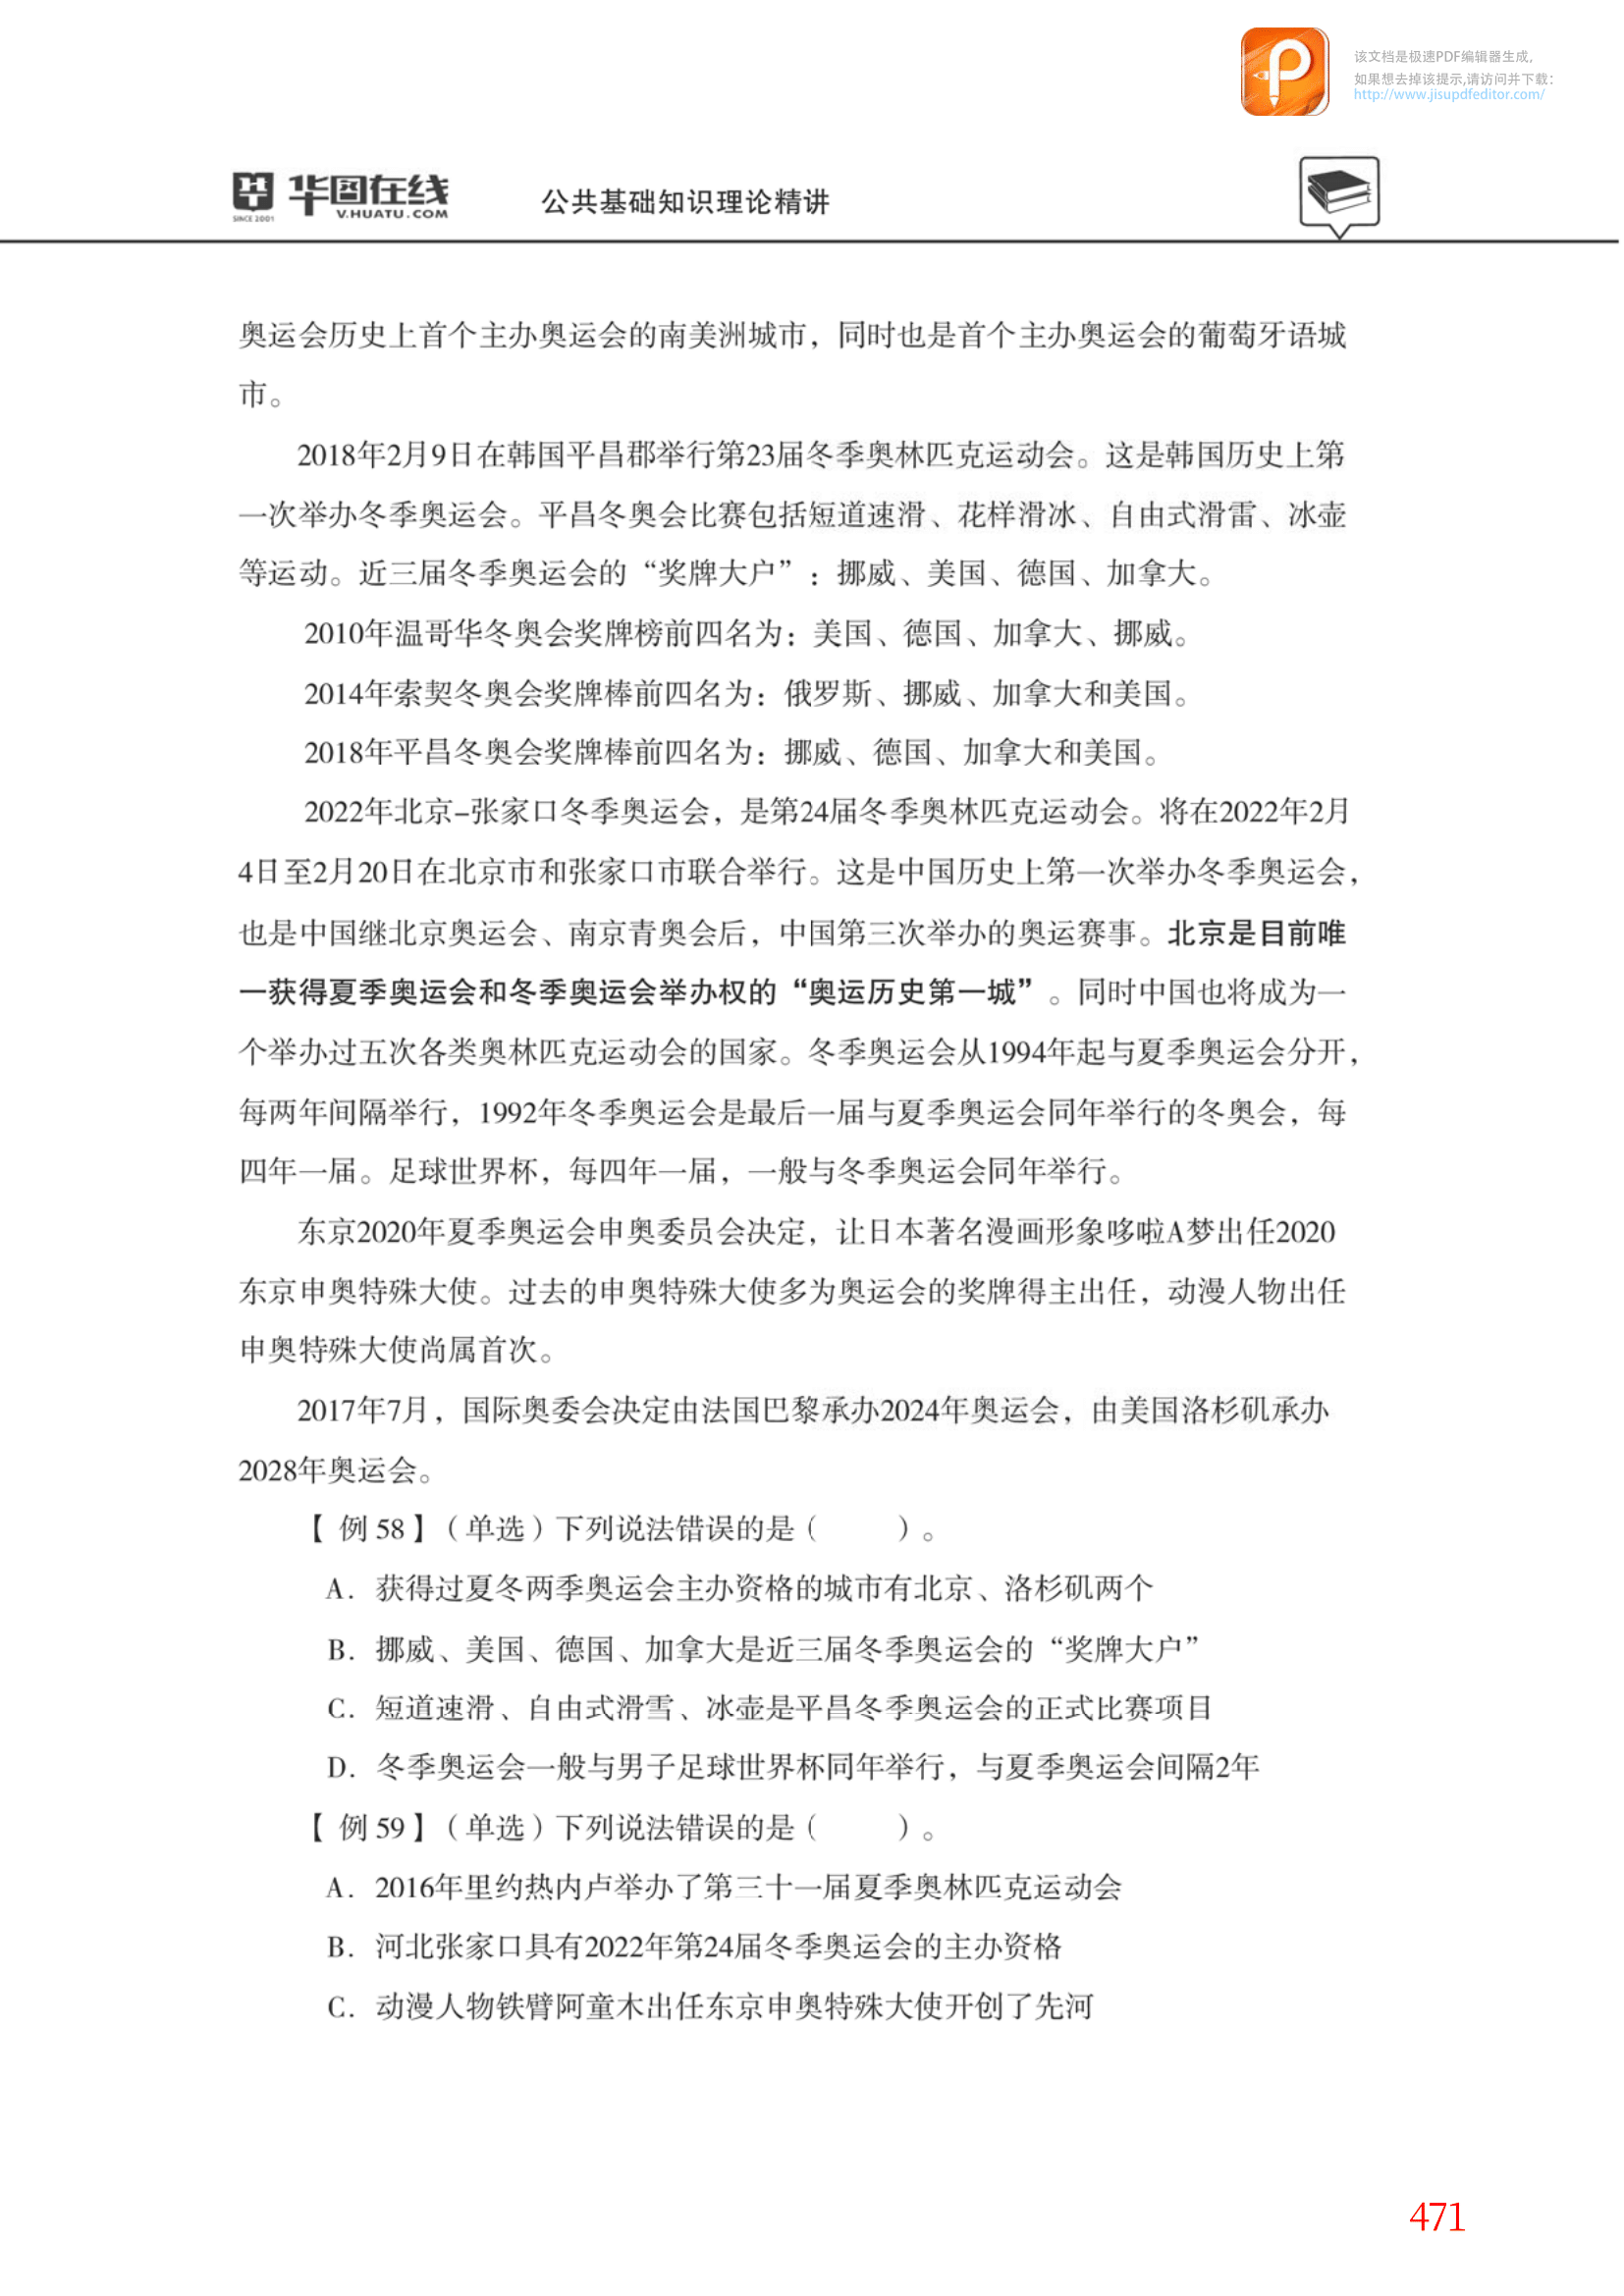 该文档是极速PDF编辑器生成,
如果想去掉该提示,请访问并下载:
http://www.jisupdfeditor.com/
SINCE 2001
华图在线
V.HUATU.COM
公共基础知识理论精讲
奥运会历史上首个主办奥运会的南美洲城市，同时也是首个主办奥运会的葡萄牙语城
市。
2018年2月9日在韩国平昌郡举行第23届冬季奥林匹克运动会。这是韩国历史上第
一次举办冬季奥运会。平昌冬奥会比赛包括短道速滑、花样滑冰、自由式滑雪、冰壶
等运动。近三届冬季奥运会的“奖牌大户”：挪威、美国、德国、加拿大。
2010年温哥华冬奥会奖牌榜前四名为：美国、德国、加拿大、挪威。
2014年索契冬奥会奖牌棒前四名为：俄罗斯、挪威、加拿大和美国。
2018年平昌冬奥会奖牌棒前四名为：挪威、德国、加拿大和美国。
2022年北京–张家口冬季奥运会，是第24届冬季奥林匹克运动会。将在2022年2月
4日至2月20日在北京市和张家口市联合举行。这是中国历史上第一次举办冬季奥运会，
也是中国继北京奥运会、南京青奥会后，中国第三次举办的奥运赛事。北京是目前唯
一获得夏季奥运会和冬季奥运会举办权的“奥运历史第一城”。同时中国也将成为一
个举办过五次各类奥林匹克运动会的国家。冬季奥运会从1994年起与夏季奥运会分开，
每两年间隔举行，1992年冬季奥运会是最后一届与夏季奥运会同年举行的冬奥会，每
四年一届。足球世界杯，每四年一届，一般与冬季奥运会同年举行。
东京2020年夏季奥运会申奥委员会决定，让日本著名漫画形象哆啦A梦出任2020
东京申奥特殊大使。过去的申奥特殊大使多为奥运会的奖牌得主出任，动漫人物出任
申奥特殊大使尚属首次。
2017年7月，国际奥委会决定由法国巴黎承办2024年奥运会，由美国洛杉矶承办
2028年奥运会。
【例58】（单选）下列说法错误的是（　　）。
A．获得过夏冬两季奥运会主办资格的城市有北京、洛杉矶两个
B．挪威、美国、德国、加拿大是近三届冬季奥运会的“奖牌大户”
C．短道速滑、自由式滑雪、冰壶是平昌冬季奥运会的正式比赛项目
D．冬季奥运会一般与男子足球世界杯同年举行，与夏季奥运会间隔2年
【例59】（单选）下列说法错误的是（　　）。
A．2016年里约热内卢举办了第三十一届夏季奥林匹克运动会
B．河北张家口具有2022年第24届冬季奥运会的主办资格
C．动漫人物铁臂阿童木出任东京申奥特殊大使开创了先河
471